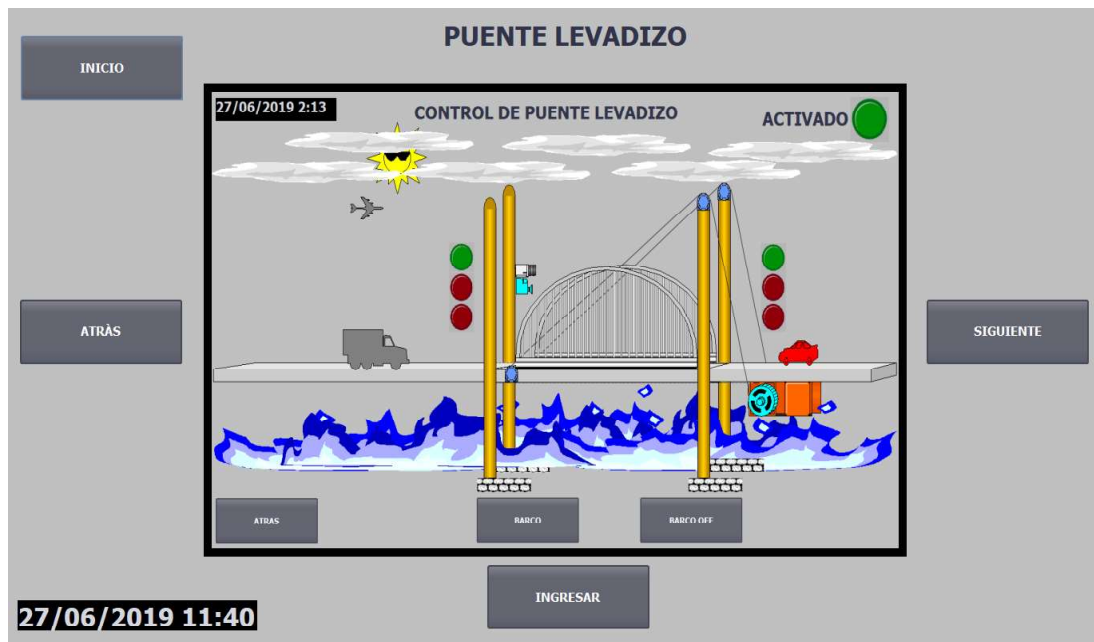 PUENTE LEVADIZO
INICIO
27/06/2019 2:13
CONTROL DE PUENTE LEVADIZO
ACTIVADO
ATRÀS
SIGUIENTE
ATRAS
BARCO
BARCO OFF
INGRESAR
27/06/2019 11:40